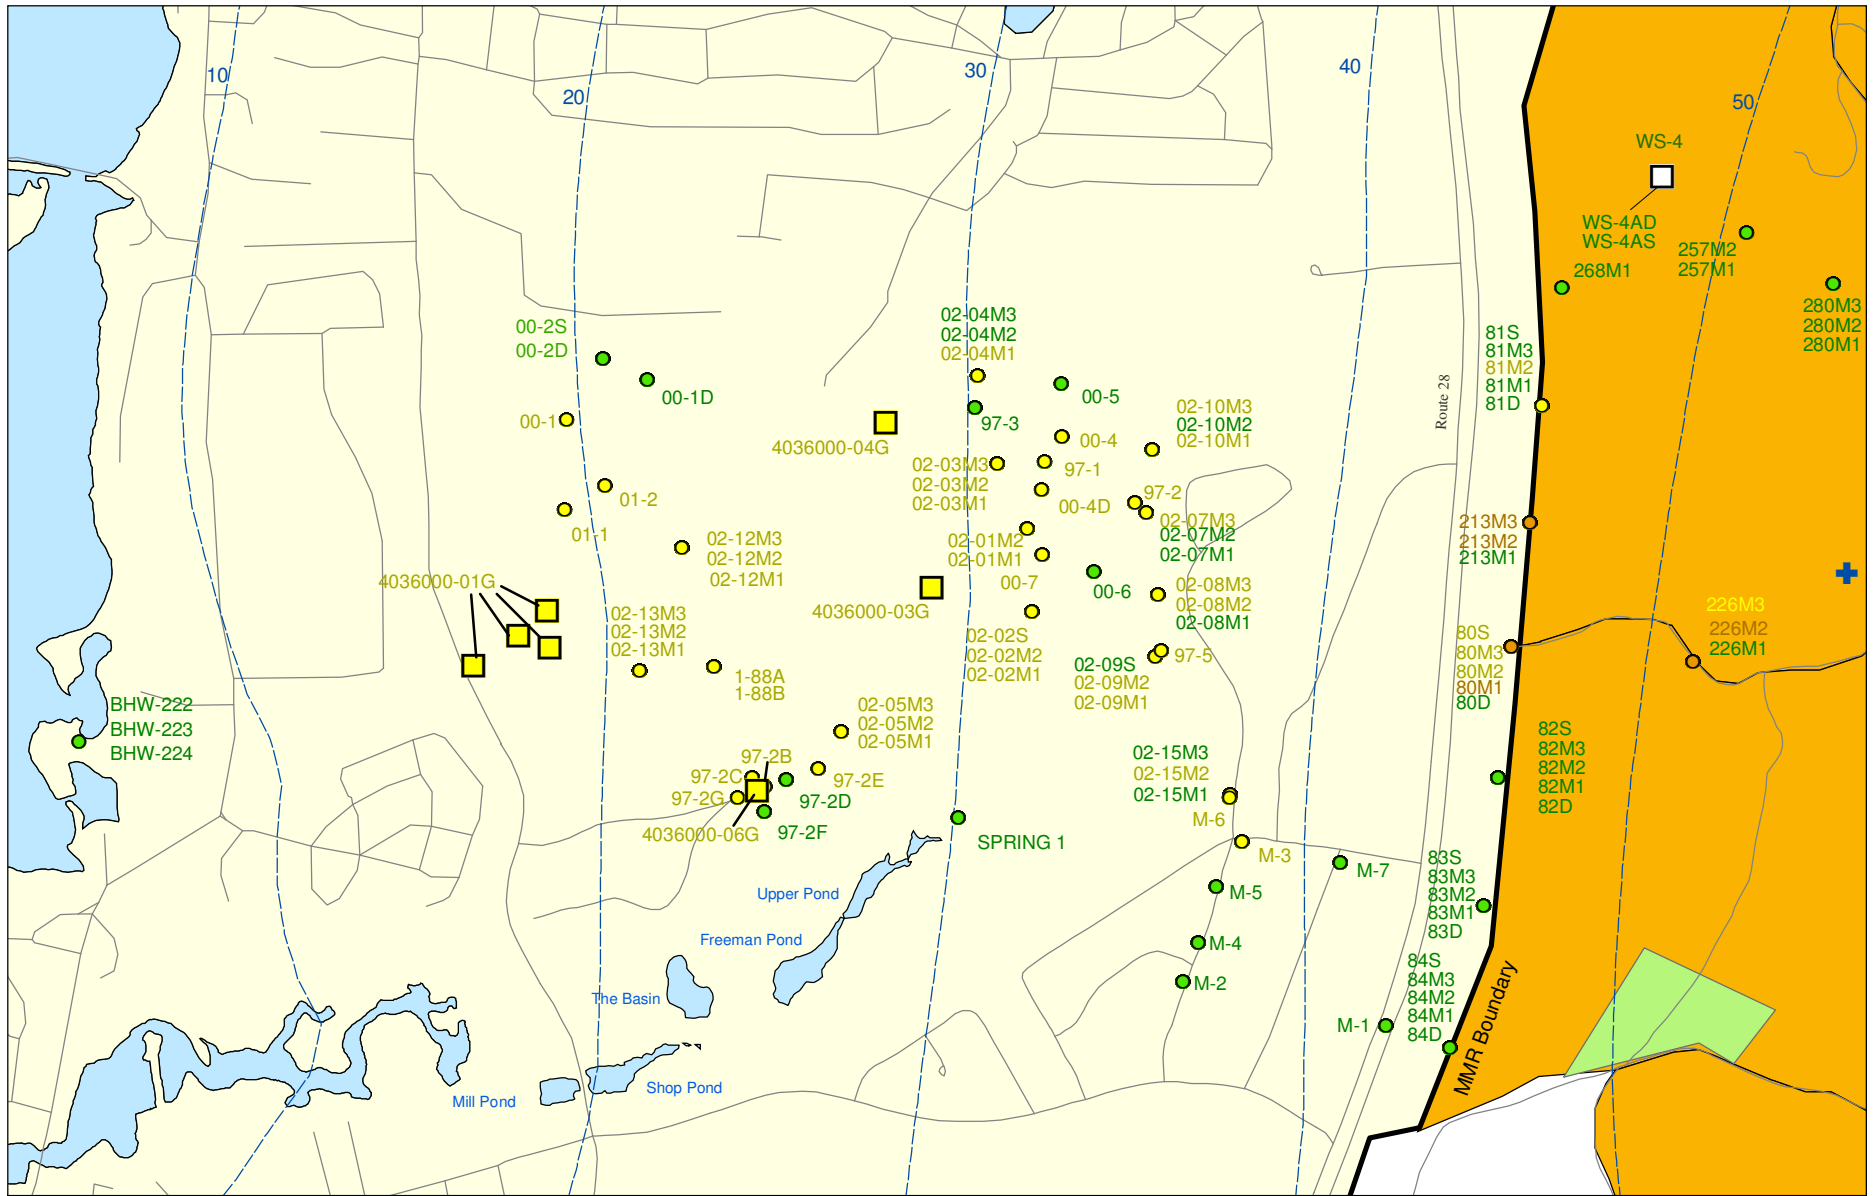 10
20
30
40
50
WS-4
WS-4AD
WS-4AS
257M2
257M1
268M1
280M3
280M2
280M1
00-2S
00-2D
00-1D
00-1
02-04M3
02-04M2
02-04M1
00-5
97-3
81S
81M3
81M2
81M1
81D
Route 28
4036000-04G
00-4
02-10M3
02-10M2
02-10M1
02-03M3
02-03M2
02-03M1
97-1
00-4D
97-2
02-07M3
02-07M2
02-07M1
01-2
01-1
02-12M3
02-12M2
02-12M1
02-01M2
02-01M1
00-7
00-6
213M3
213M2
213M1
4036000-01G
4036000-03G
02-08M3
02-08M2
02-08M1
02-13M3
02-13M2
02-13M1
02-02S
02-02M2
02-02M1
97-5
02-09S
02-09M2
02-09M1
226M3
226M2
226M1
80S
80M3
80M2
80M1
80D
1-88A
1-88B
BHW-222
BHW-223
BHW-224
02-05M3
02-05M2
02-05M1
97-2B
97-2C
97-2E
97-2G
97-2D
4036000-06G
97-2F
02-15M3
02-15M2
02-15M1
M-6
82S
82M3
82M2
82M1
82D
SPRING 1
M-3
M-7
M-5
83S
83M3
83M2
83M1
83D
Upper Pond
Freeman Pond
M-4
M-2
The Basin
84S
84M3
84M2
84M1
84D
M-1
MMR Boundary
Shop Pond
Mill Pond